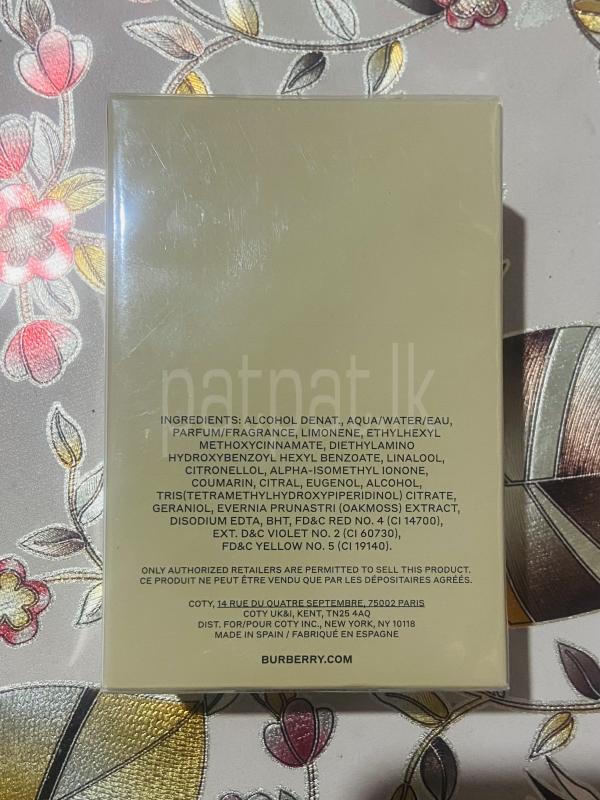 patpat.lk
INGREDIENTS: ALCOHOL DENAT., AQUA/WATER/EAU,
PARFUM/FRAGRANCE, LIMONENE, ETHYLHEXYL
METHOXYCINNAMATE, DIETHYLAMINO
HYDROXYBENZOYL HEXYL BENZOATE, LINALOOL,
CITRONELLOL, ALPHA-ISOMETHYL IONONE,
COUMARIN, CITRAL, EUGENOL, ALCOHOL,
TRIS(TETRAMETHYLHYDROXYPIPERIDINOL) CITRATE,
GERANIOL, EVERNIA PRUNASTRI (OAKMOSS) EXTRACT,
DISODIUM EDTA, BHT, FD&C RED NO. 4 (CI 14700),
EXT. D&C VIOLET NO. 2 (CI 60730),
FD&C YELLOW NO. 5 (CI 19140).
ONLY AUTHORIZED RETAILERS ARE PERMITTED TO SELL THIS PRODUCT.
CE PRODUIT NE PEUT ÊTRE VENDU QUE PAR LES DÉPOSITAIRES AGRÉÉS.
COTY, 14 RUE DU QUATRE SEPTEMBRE, 75002 PARIS
COTY UK&I, KENT, TN25 4AQ
DIST. FOR/POUR COTY INC., NEW YORK, NY 10118
MADE IN SPAIN / FABRIQUÉ EN ESPAGNE
BURBERRY.COM